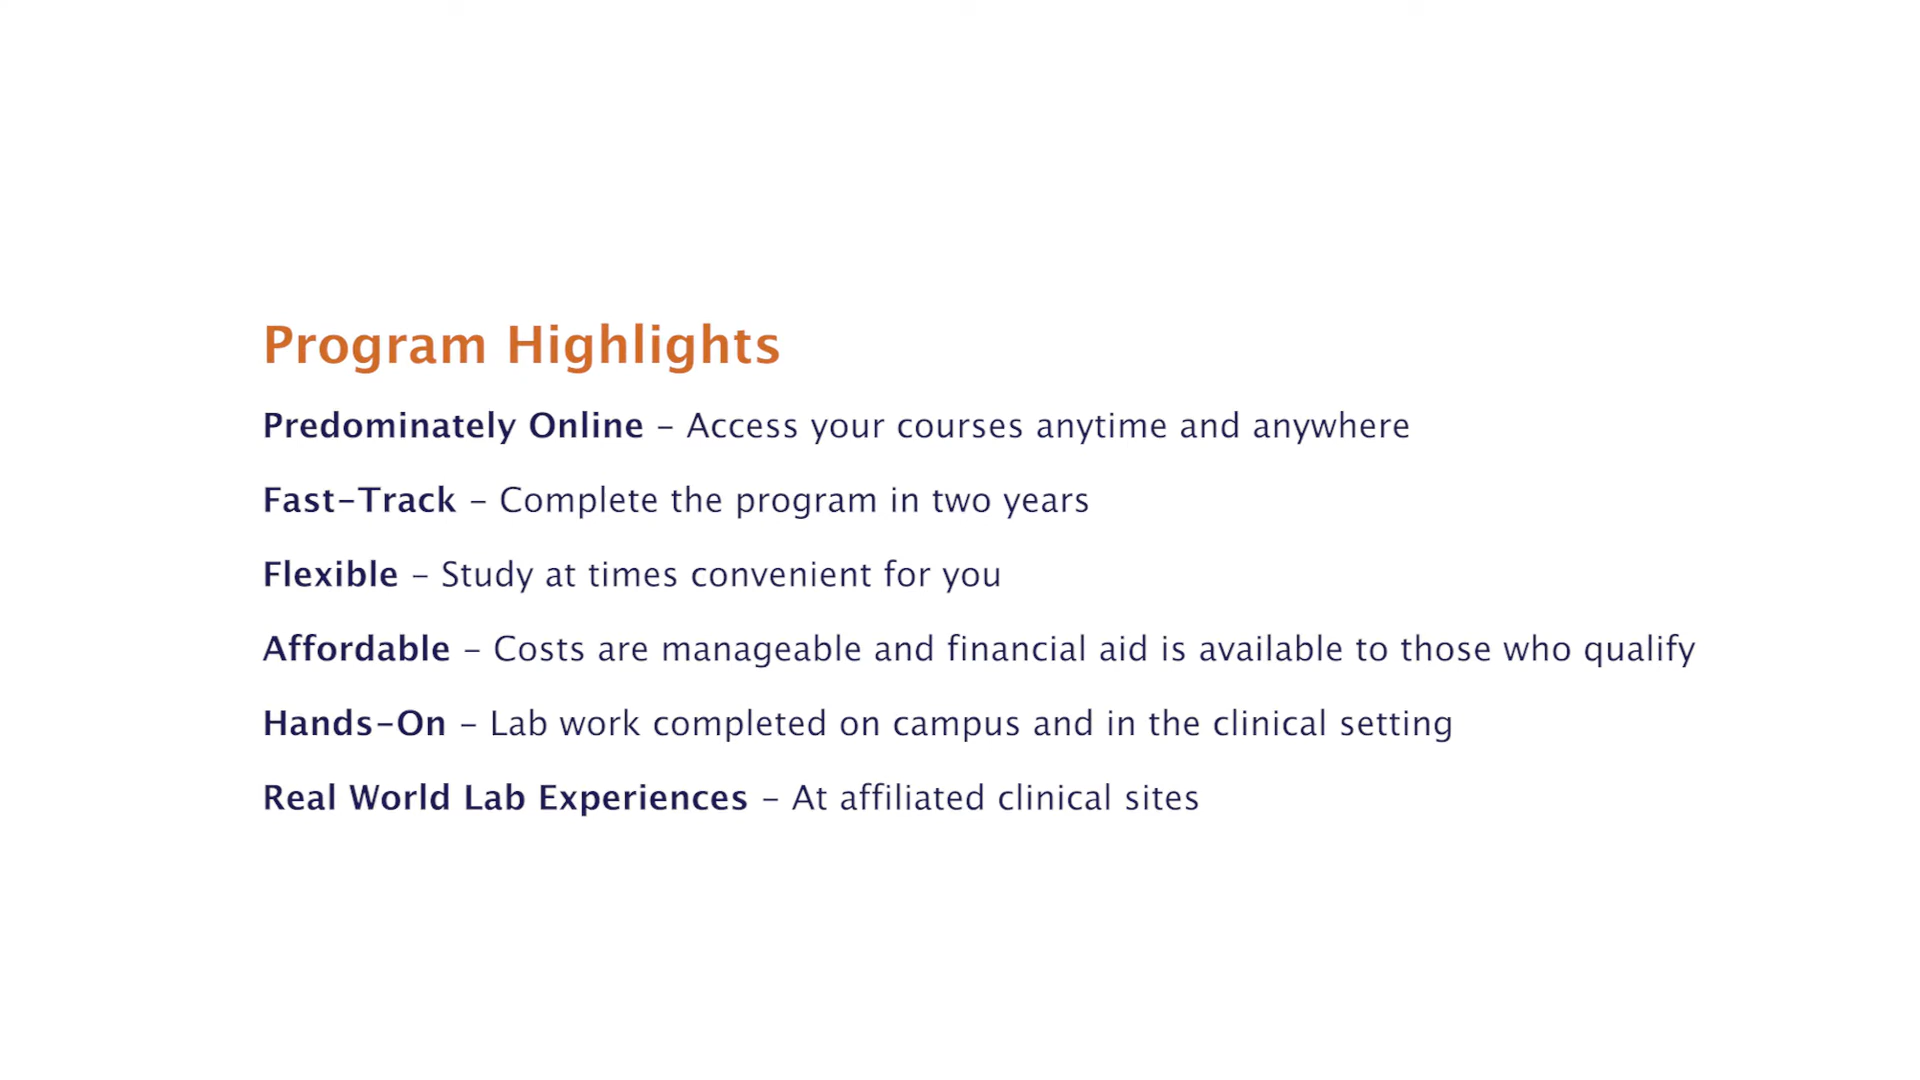 Program Highlights
Predominately Online – Access your courses anytime and anywhere
Fast-Track – Complete the program in two years
Flexible – Study at times convenient for you
Affordable – Costs are manageable and financial aid is available to those who qualify
Hands-On – Lab work completed on campus and in the clinical setting
Real World Lab Experiences – At affiliated clinical sites